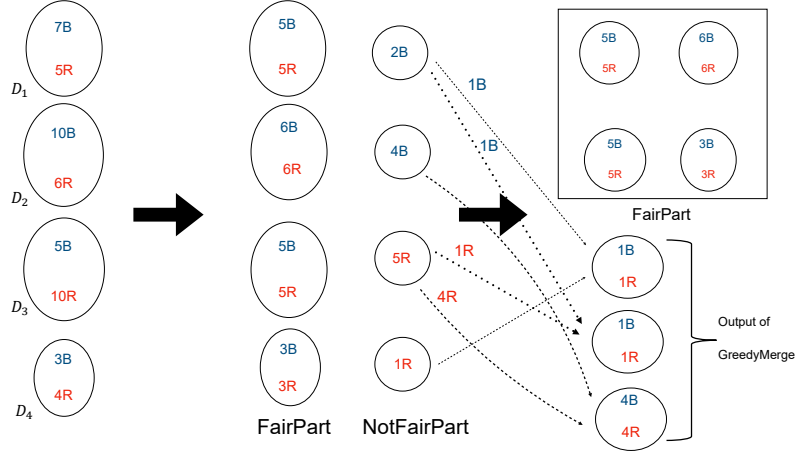 7B
5R
D₁
10B
6R
D₂
5B
10R
D₃
3B
4R
D₄
5B
5R
6B
6R
5B
5R
3B
3R
FairPart
2B
4B
5R
1R
NotFairPart
1B
1B
1R
4R
5B
5R
6B
6R
5B
5R
3B
3R
FairPart
1B
1R
1B
1R
4B
4R
Output of
GreedyMerge